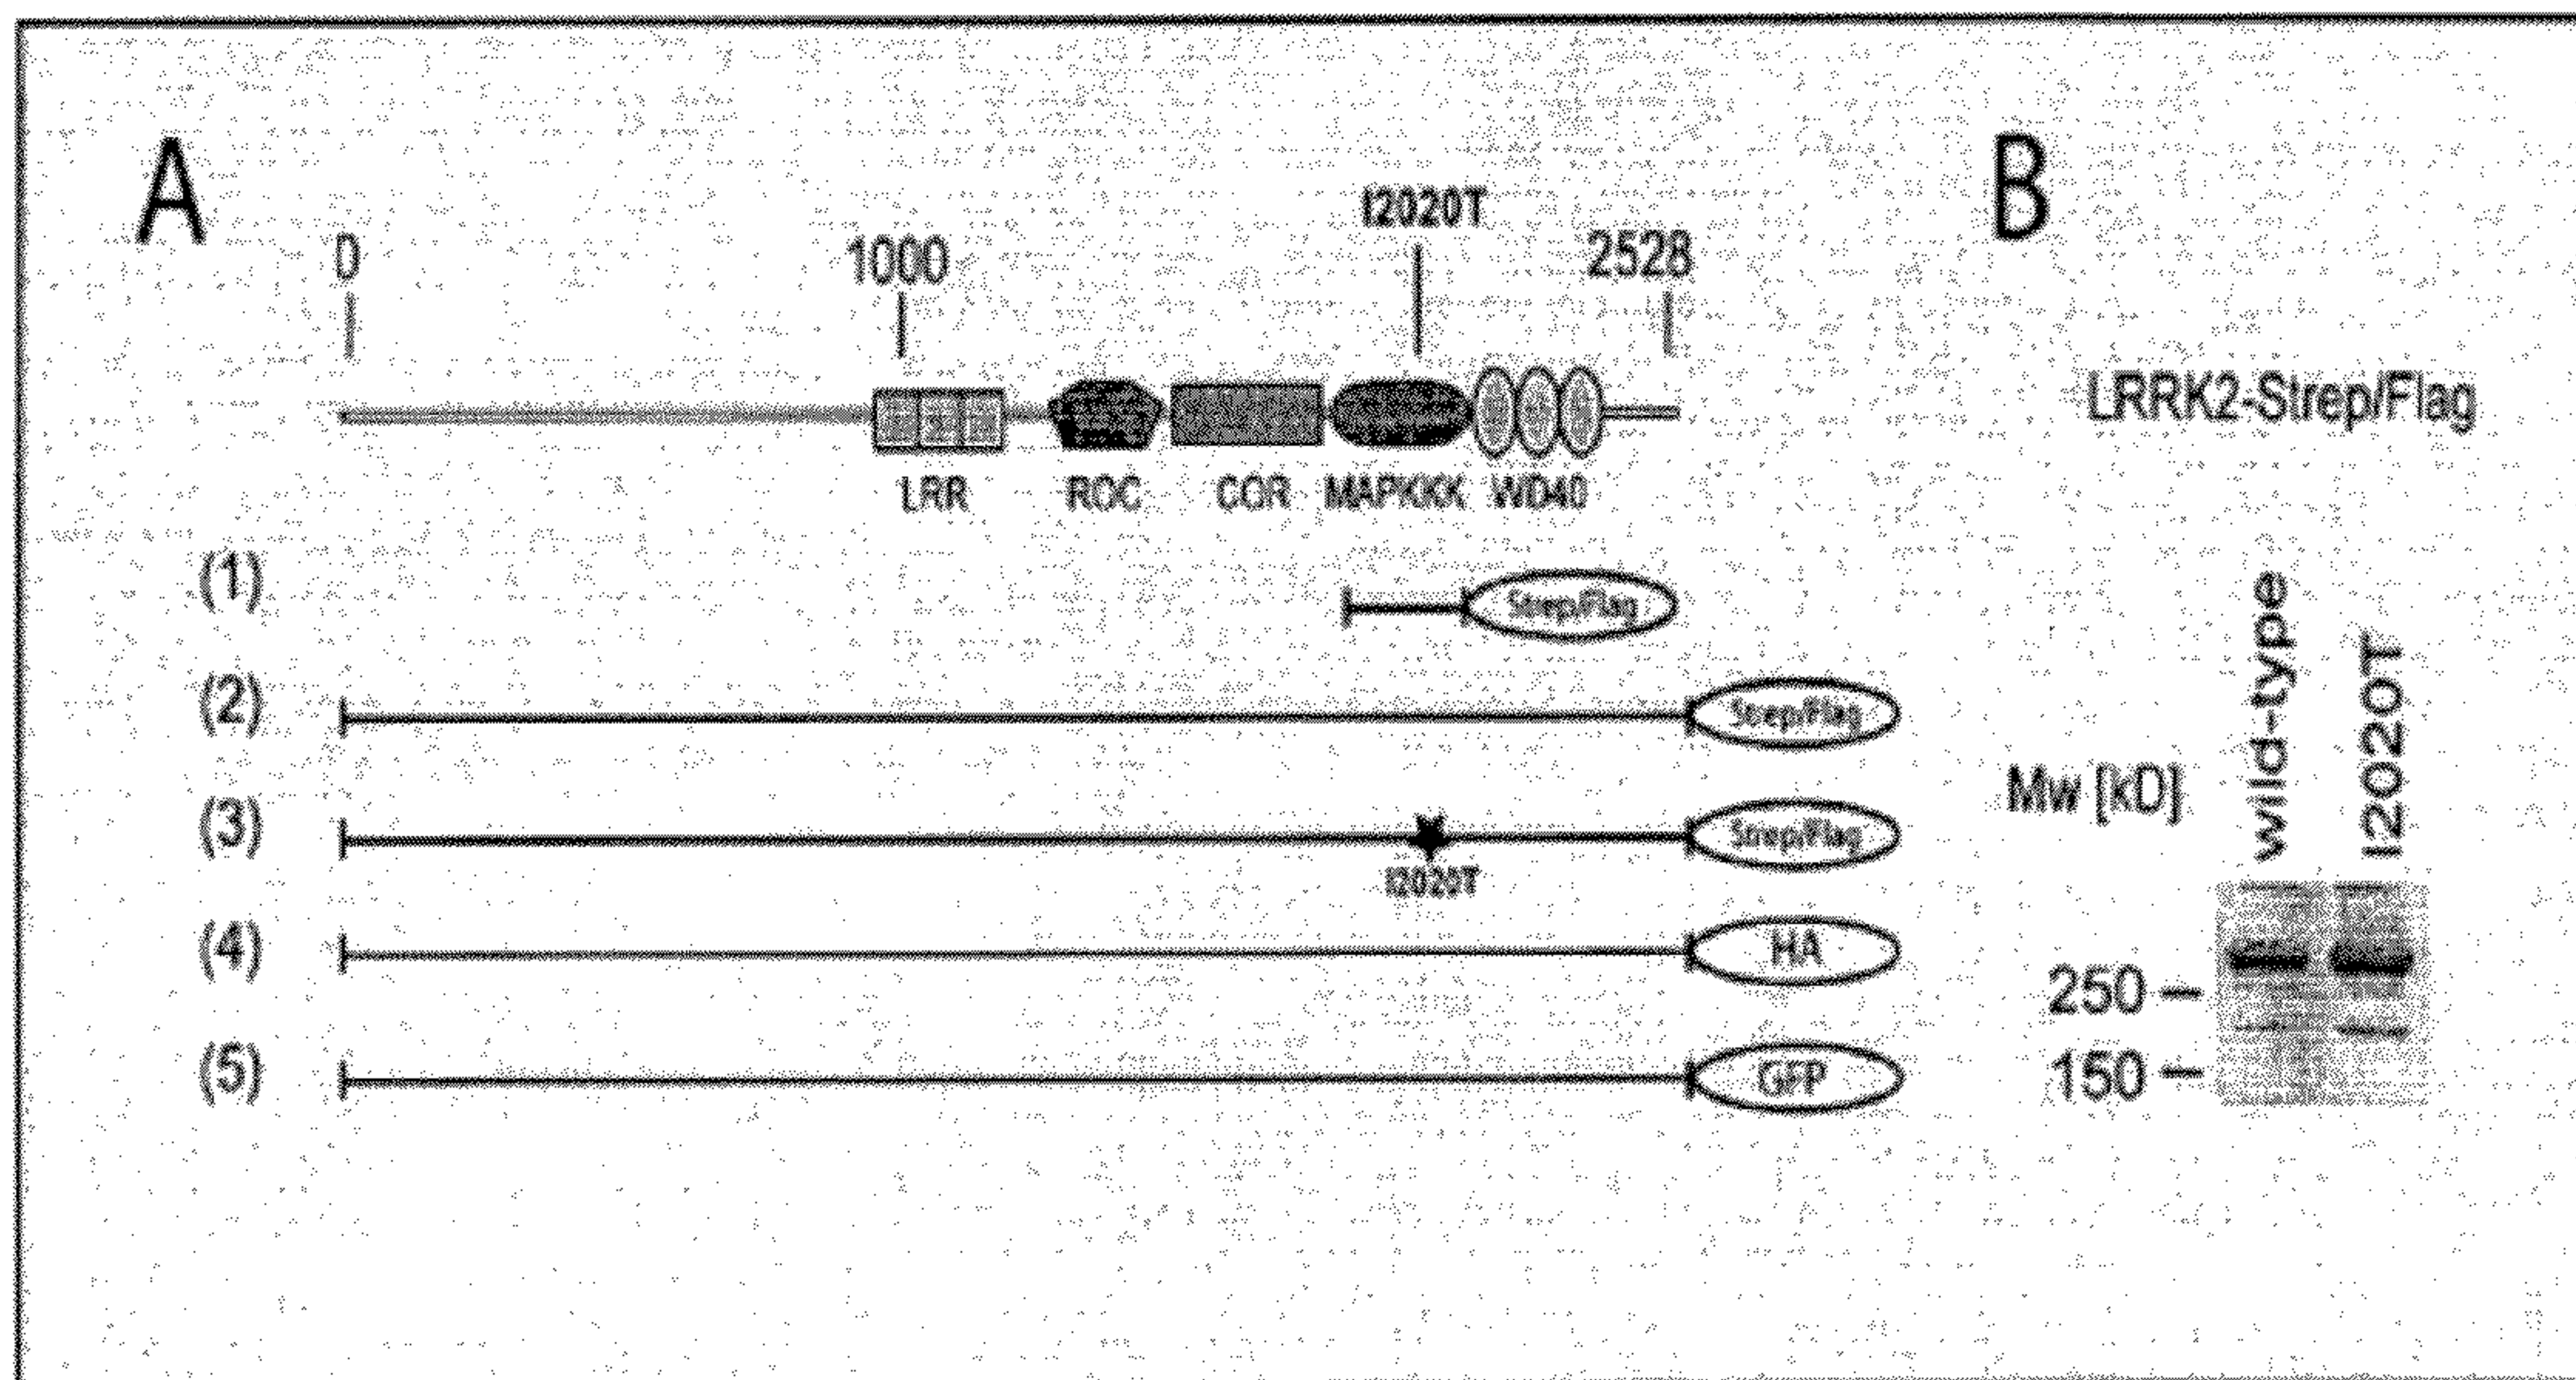 A
B
I2020T
D
1000
2528
LRRK2-Strep/Flag
LRR
ROC
COR
MAPKKK
WD40
(1)
Strep/Flag
(2)
Strep/Flag
wild-type
I2020T
Mw [kD]
(3)
Strep/Flag
I2020T
(4)
HA
250
(5)
GFP
150